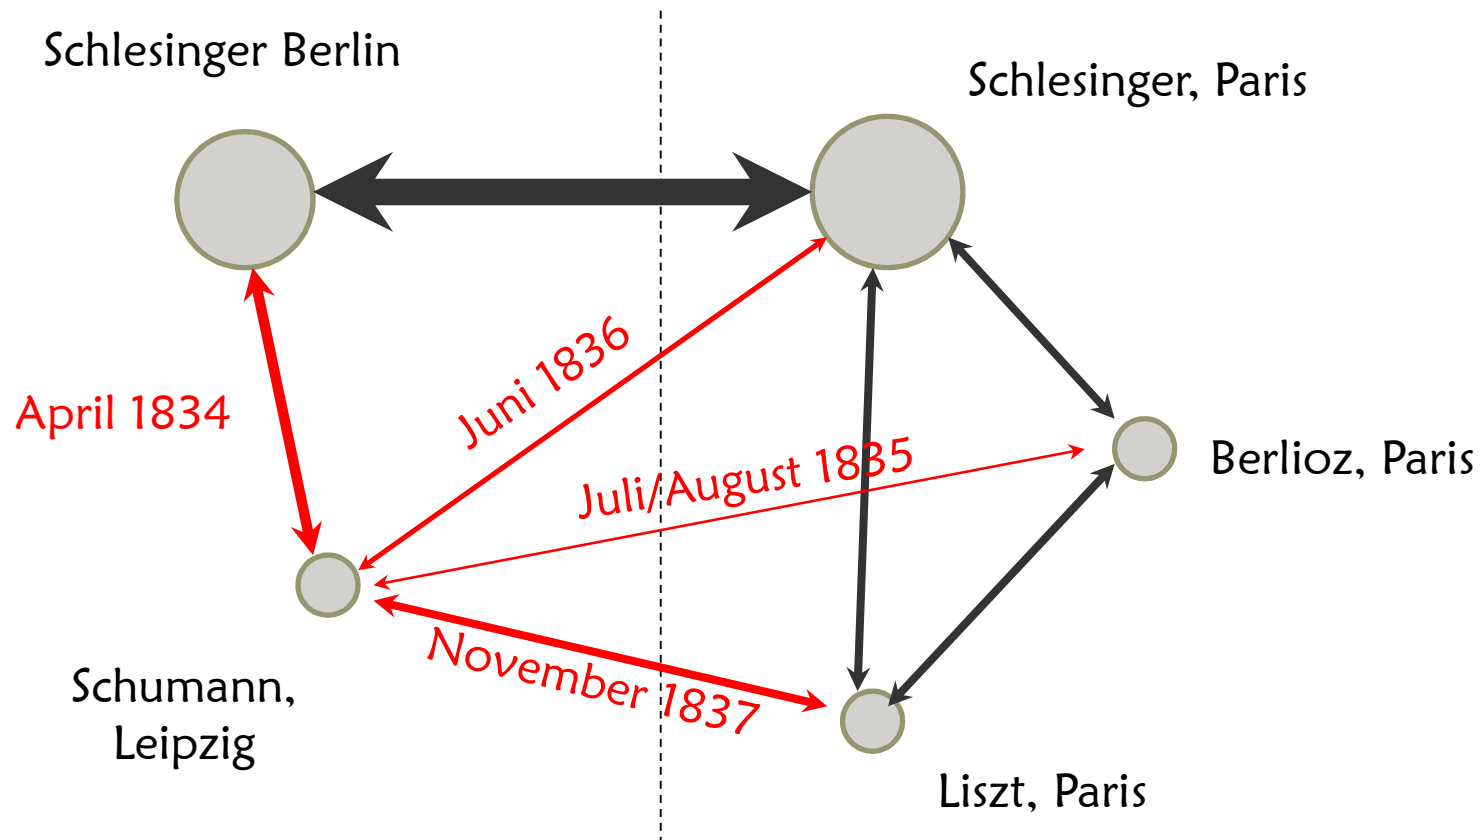 Schlesinger Berlin
Schlesinger, Paris
Juni 1836
April 1834
Juli/August 1835
Berlioz, Paris
November 1837
Schumann,
Leipzig
Liszt, Paris